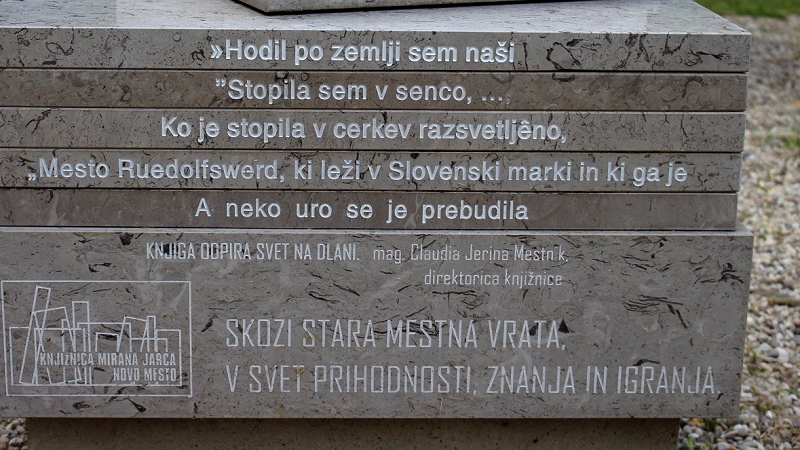 »Hodil po zemlji sem naši
"Stopila sem v senco, ...,
Ko je stopila v cerkev razsvetljêno,
„Mesto Ruedolfswerd, ki leži v Slovenski marki in ki ga je
A neko uro se je prebudila
KNJIGA ODPIRA SVET NA DLANI. mag. Claudia Jerina Mestnik,
direktorica knjižnice
KNJIŽNICA MIRANA JARCA
NOVO MESTO
SKOZI STARA MESTNA VRATA,
V SVET PRIHODNOSTI, ZNANJA IN IGRANJA.